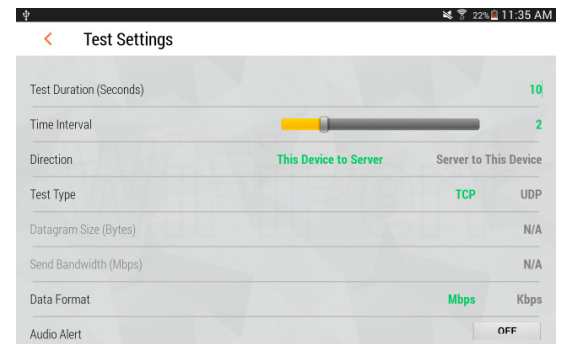 22% 11:35 AM
Test Settings
Test Duration (Seconds) 10
Time Interval 2
Direction This Device to Server Server to This Device
Test Type TCP UDP
Datagram Size (Bytes) N/A
Send Bandwidth (Mbps) N/A
Data Format Mbps Kbps
Audio Alert OFF